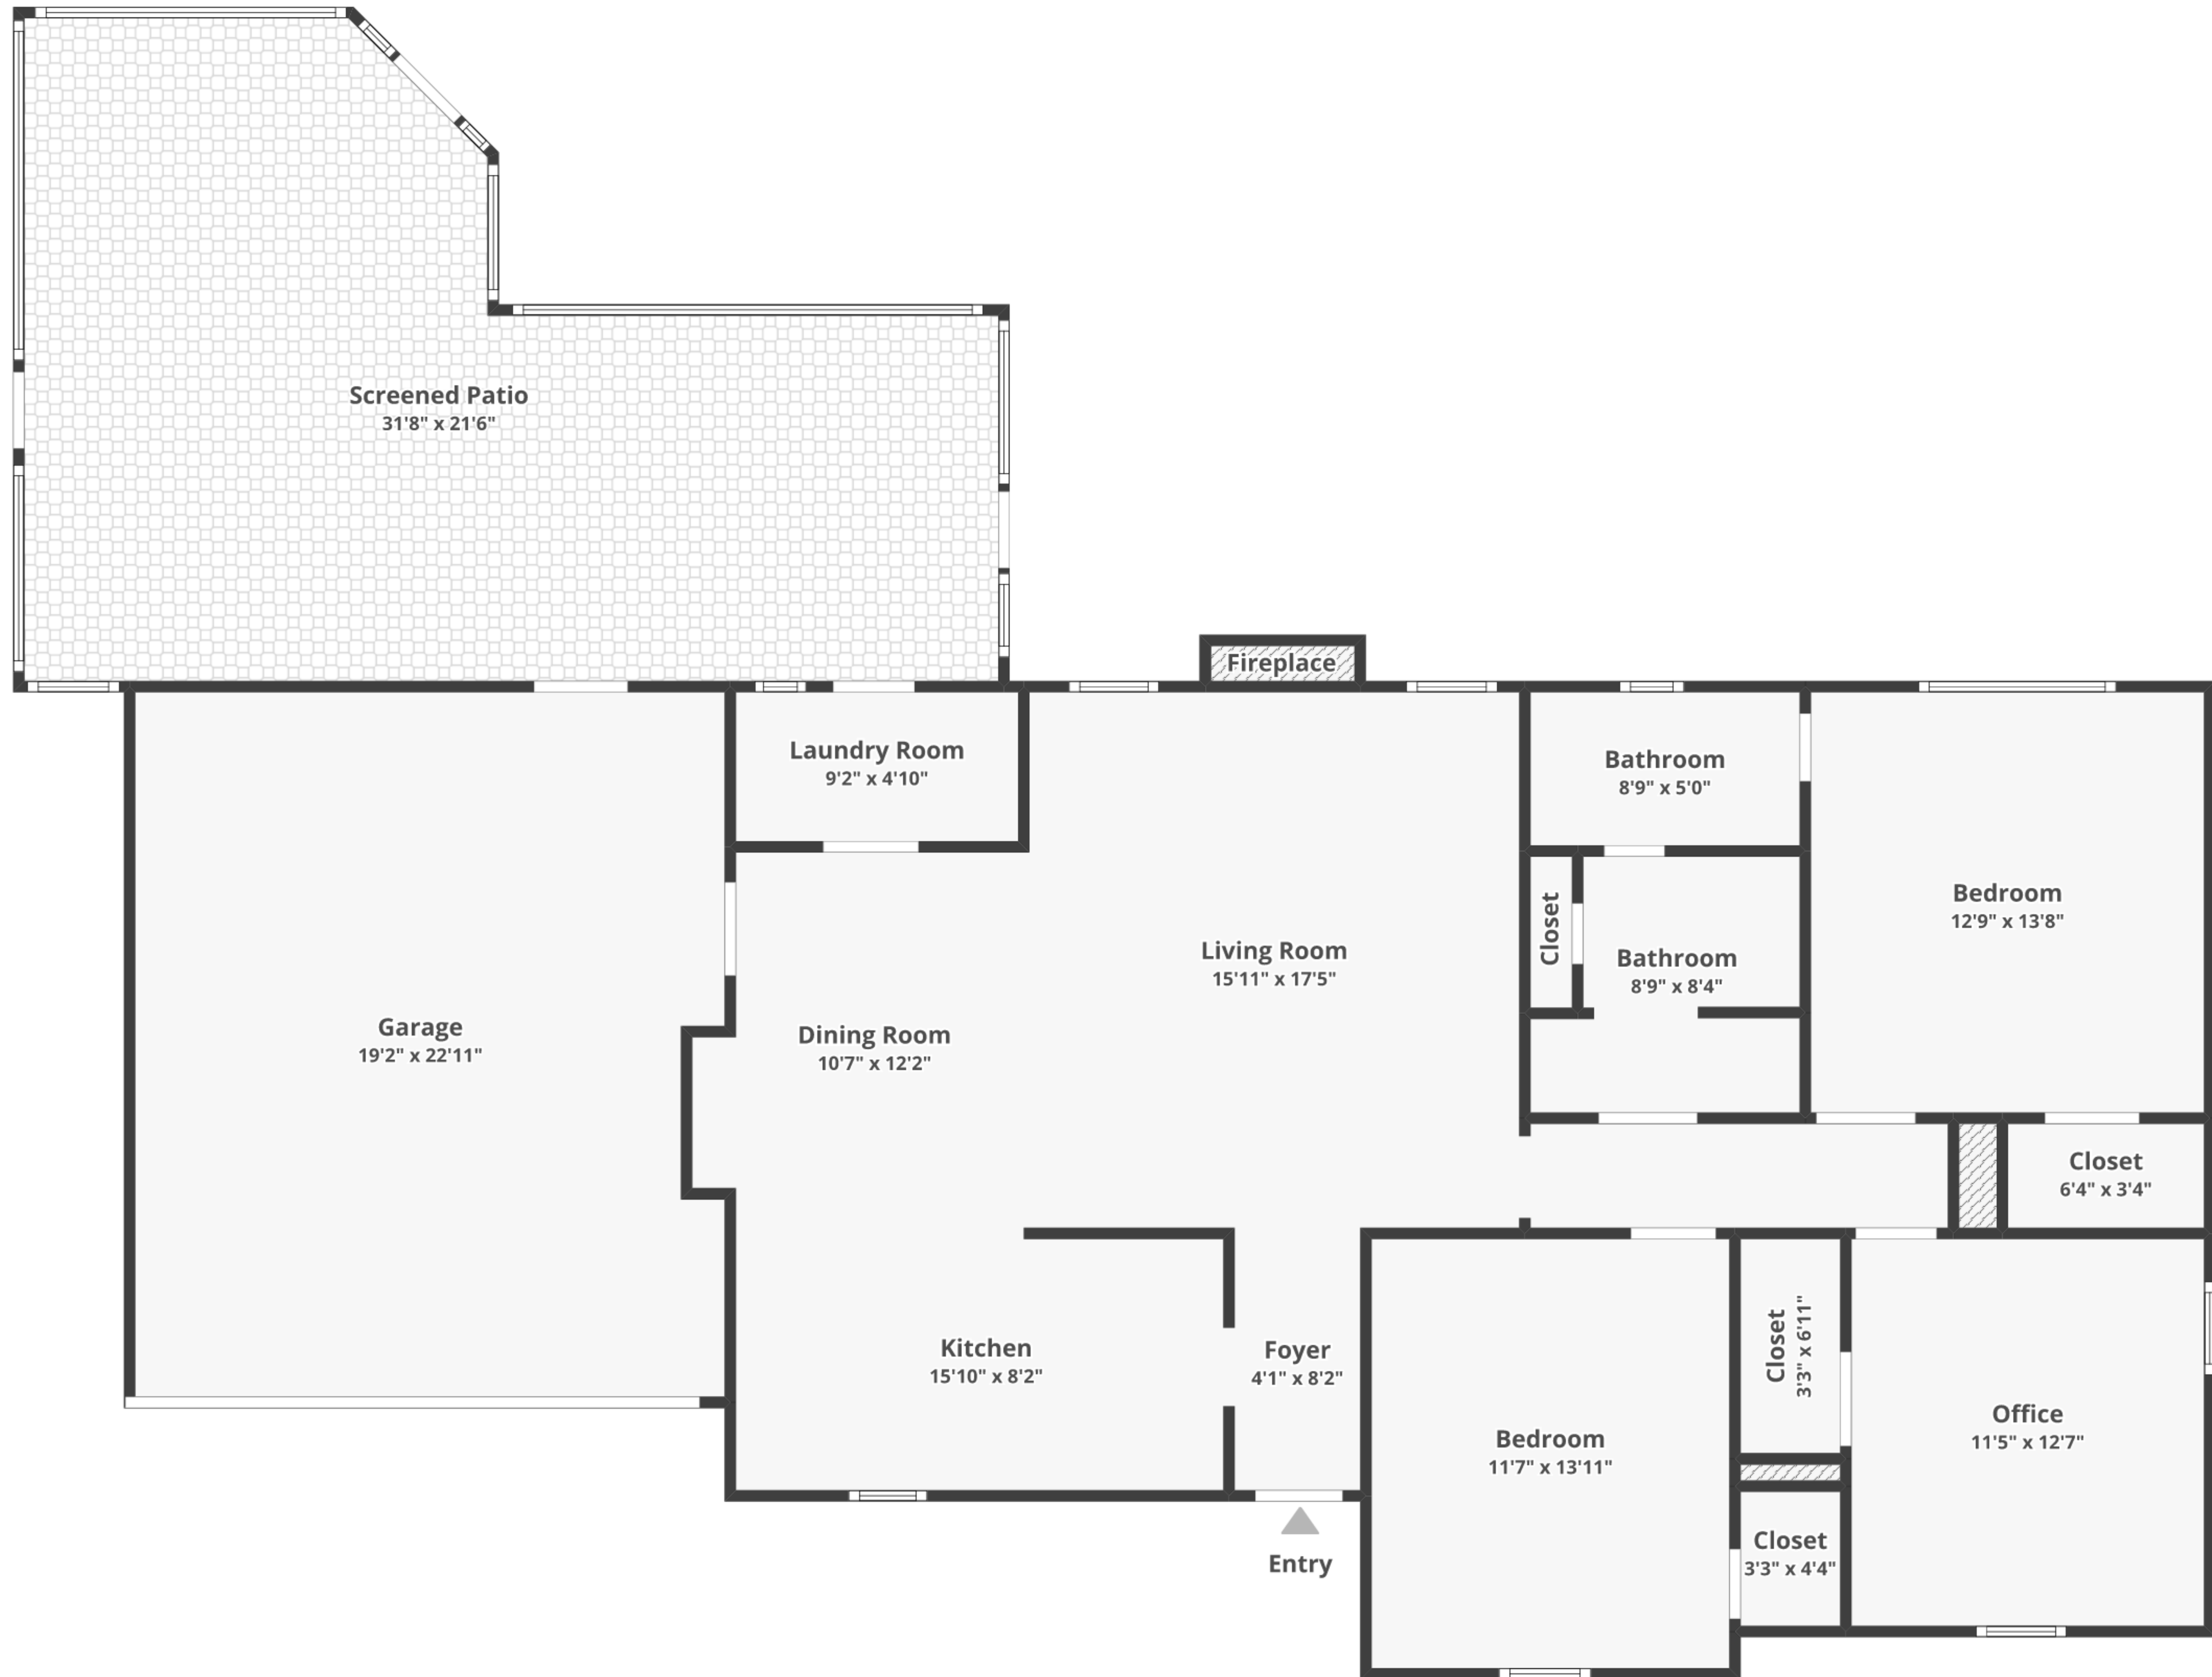 Screened Patio
31'8" x 21'6"
Fireplace
Laundry Room
9'2" x 4'10"
Bathroom
8'9" x 5'0"
Bedroom
12'9" x 13'8"
Closet
Living Room
15'11" x 17'5"
Bathroom
8'9" x 8'4"
Garage
19'2" x 22'11"
Dining Room
10'7" x 12'2"
Closet
6'4" x 3'4"
Kitchen
15'10" x 8'2"
Foyer
4'1" x 8'2"
Closet
3'3" x 6'11"
Office
11'5" x 12'7"
Bedroom
11'7" x 13'11"
Closet
3'3" x 4'4"
Entry